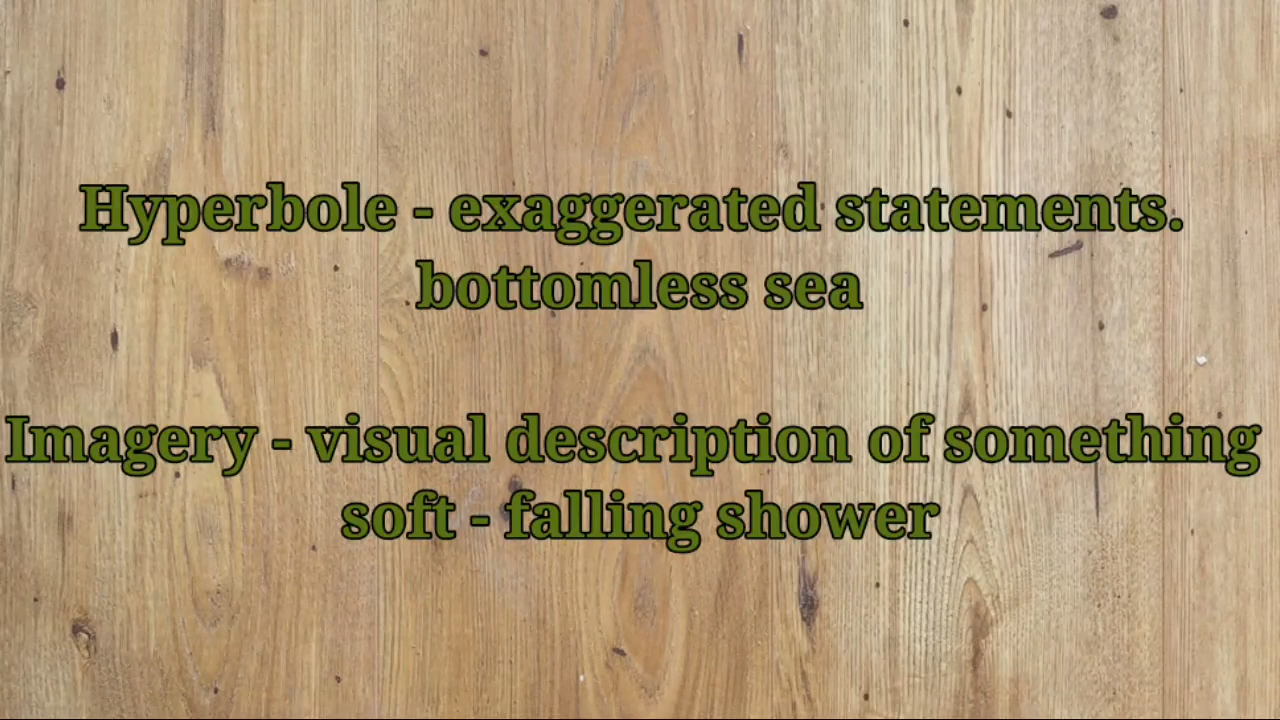 Hyperbole - exaggerated statements.
bottomless sea
Imagery - visual description of something
soft - falling shower